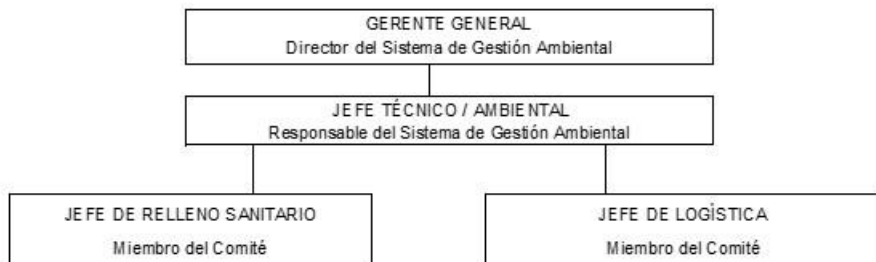 GERENTE GENERAL
Director del Sistema de Gestión Ambiental
JEFE TÉCNICO / AMBIENTAL
Responsable del Sistema de Gestión Ambiental
JEFE DE RELLENO SANITARIO
Miembro del Comité
JEFE DE LOGÍSTICA
Miembro del Comité